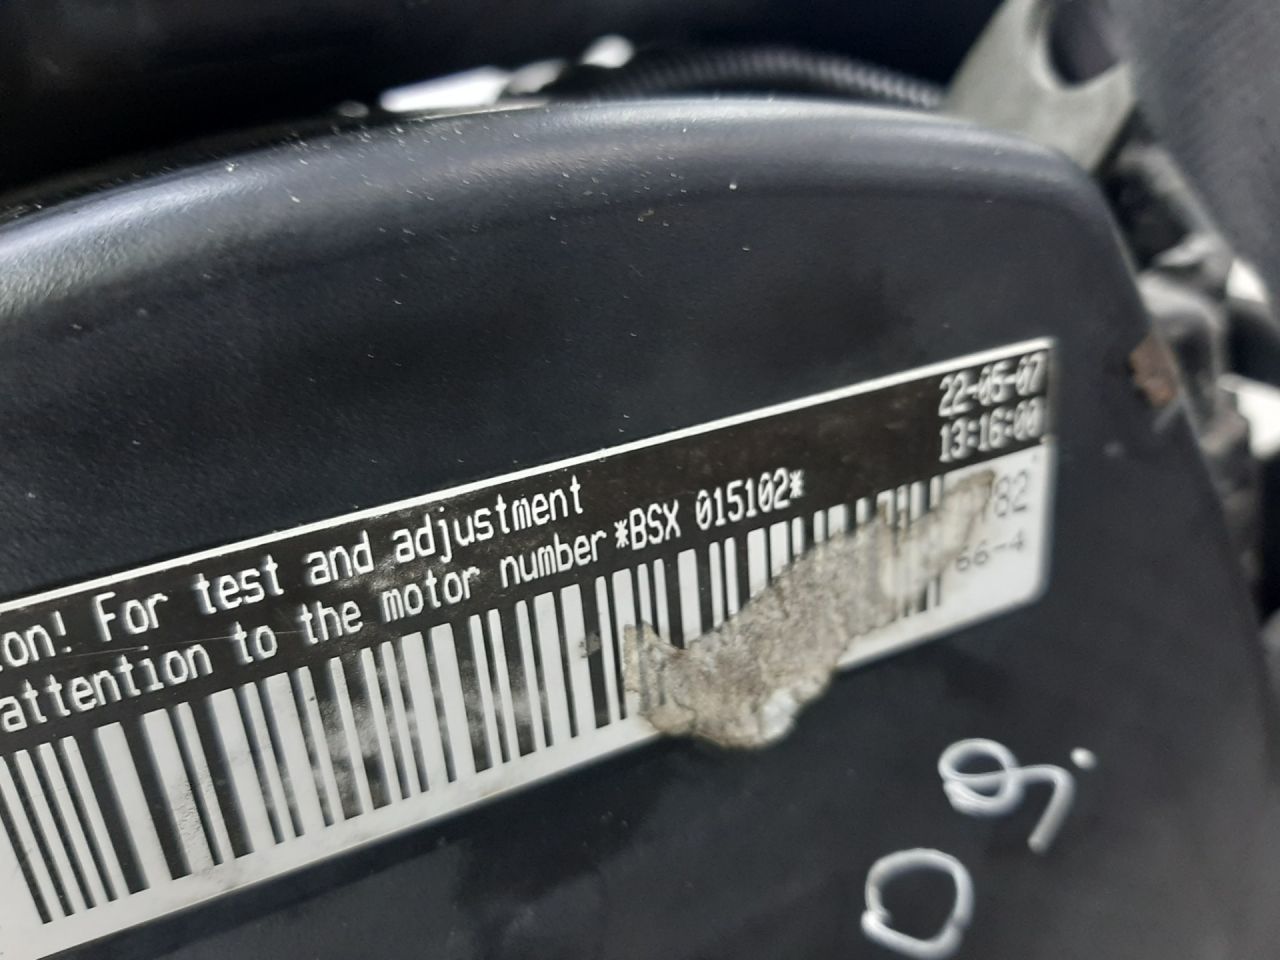 22-05-07
13:16:00
on! For test and adjustment
attention to the motor number *BSX 015102*
82
66-4
09.